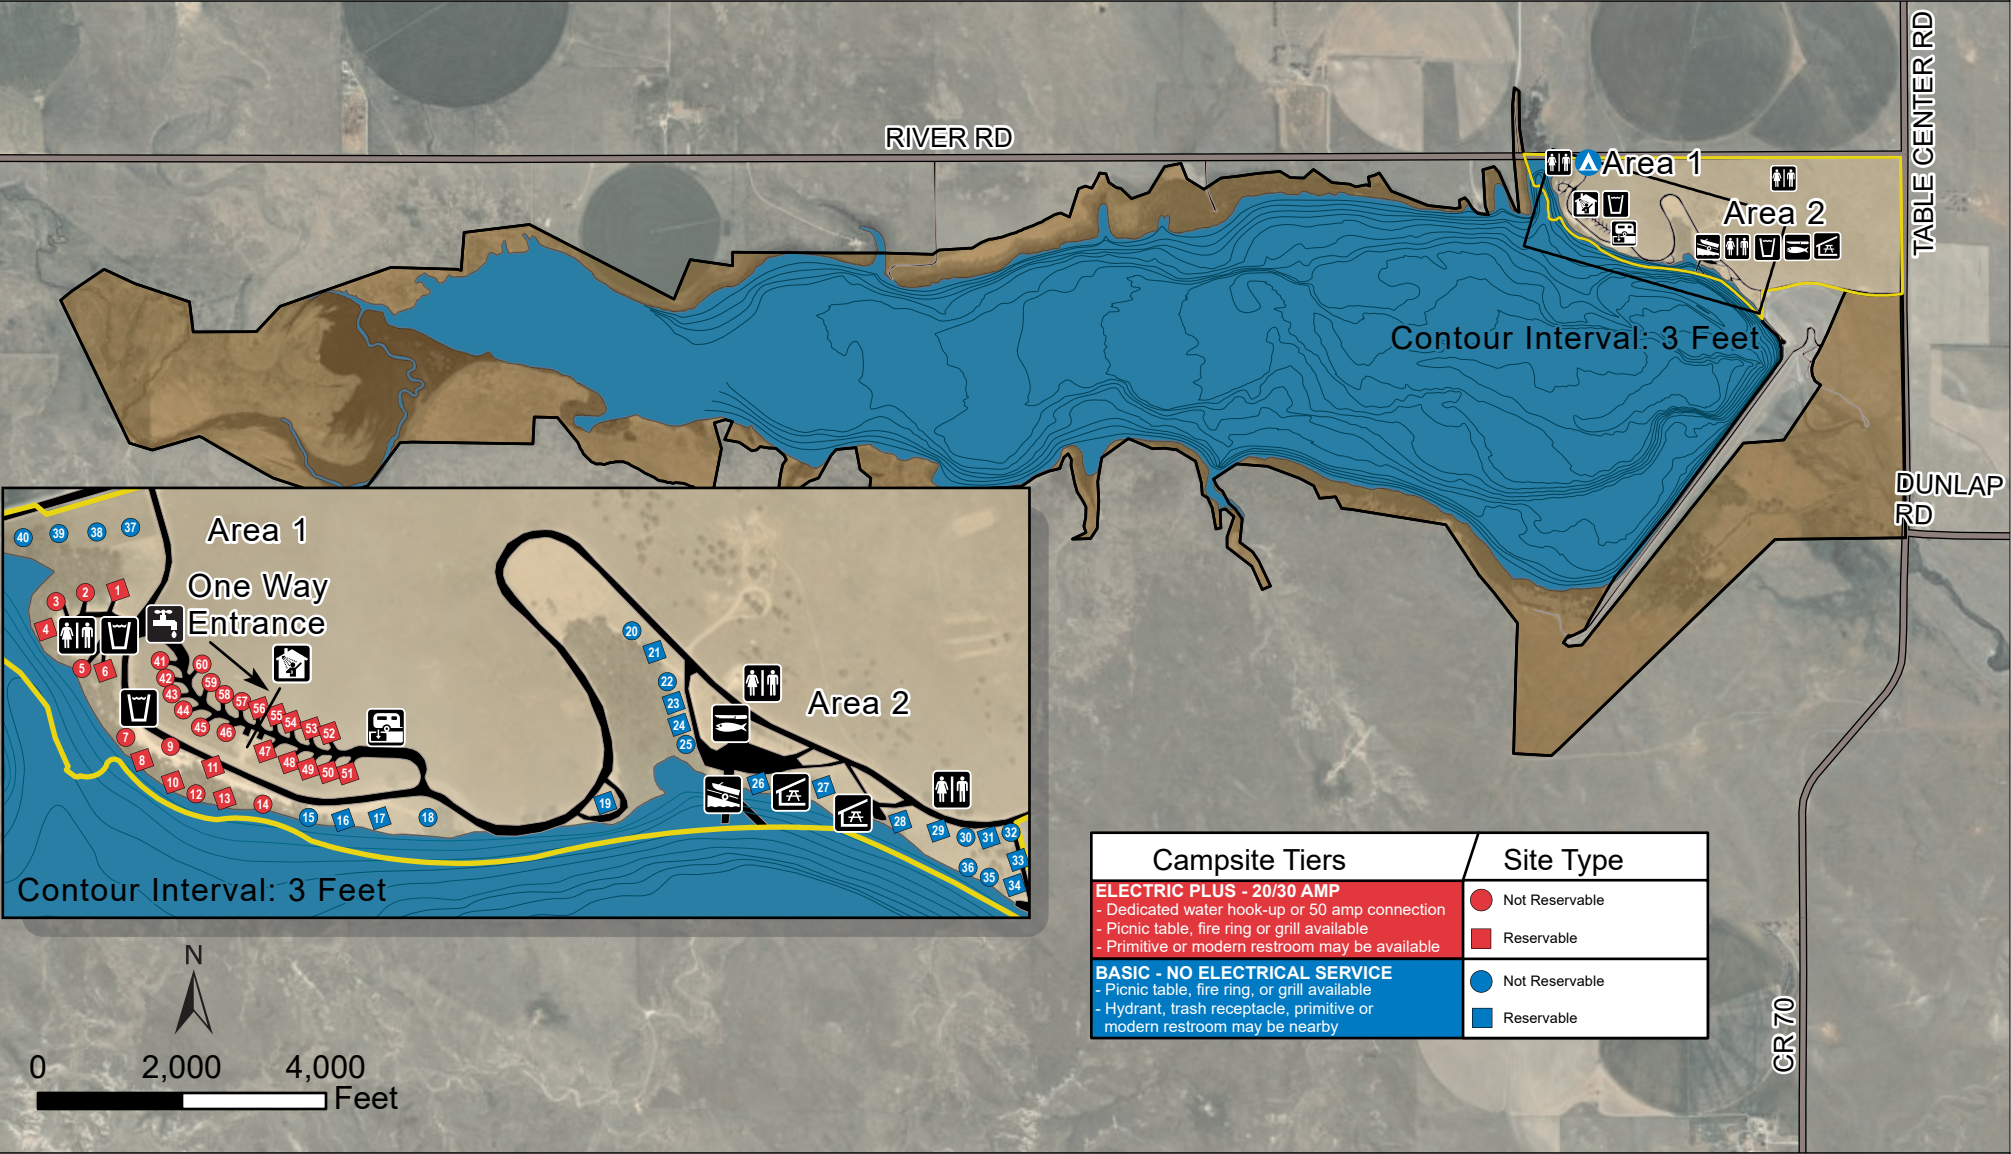 RIVER RD
TABLE CENTER RD
Area 1
Area 2
Contour Interval: 3 Feet
DUNLAP
RD
CR 70
Area 1
One Way
Entrance
Area 2
40
39
38
37
3
2
1
4
5
6
41
42
43
44
45
46
60
59
58
57
56
55
54
53
52
47
48
49
50
51
7
8
9
10
11
12
13
14
15
16
17
18
19
20
21
22
23
24
25
26
27
28
29
30
31
32
33
34
35
36
Contour Interval: 3 Feet
N
0 2,000 4,000
Feet
Campsite Tiers Site Type
ELECTRIC PLUS - 20/30 AMP
- Dedicated water hook-up or 50 amp connection
- Picnic table, fire ring or grill available
- Primitive or modern restroom may be available
Not Reservable
Reservable
BASIC - NO ELECTRICAL SERVICE
- Picnic table, fire ring, or grill available
- Hydrant, trash receptacle, primitive or
modern restroom may be nearby
Not Reservable
Reservable